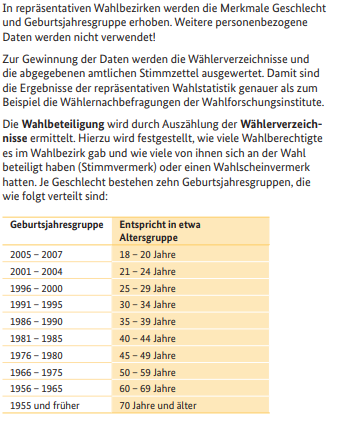 In repräsentativen Wahlbezirken werden die Merkmale Geschlecht
und Geburtsjahresgruppe erhoben. Weitere personenbezogene
Daten werden nicht verwendet!
Zur Gewinnung der Daten werden die Wählerverzeichnisse und
die abgegebenen amtlichen Stimmzettel ausgewertet. Damit sind
die Ergebnisse der repräsentativen Wahlstatistik genauer als zum
Beispiel die Wählernachbefragungen der Wahlforschungsinstitute.
Die Wahlbeteiligung wird durch Auszählung der Wählerverzeich-
nisse ermittelt. Hierzu wird festgestellt, wie viele Wahlberechtigte
es im Wahlbezirk gab und wie viele von ihnen sich an der Wahl
beteiligt haben (Stimmvermerk) oder einen Wahlscheinvermerk
hatten. Je Geschlecht bestehen zehn Geburtsjahresgruppen, die
wie folgt verteilt sind:
Geburtsjahresgruppe Entspricht in etwa
Altersgruppe
2005 – 2007 18 – 20 Jahre
2001 – 2004 21 – 24 Jahre
1996 – 2000 25 – 29 Jahre
1991 – 1995 30 – 34 Jahre
1986 – 1990 35 – 39 Jahre
1981 – 1985 40 – 44 Jahre
1976 – 1980 45 – 49 Jahre
1966 – 1975 50 – 59 Jahre
1956 – 1965 60 – 69 Jahre
1955 und früher 70 Jahre und älter